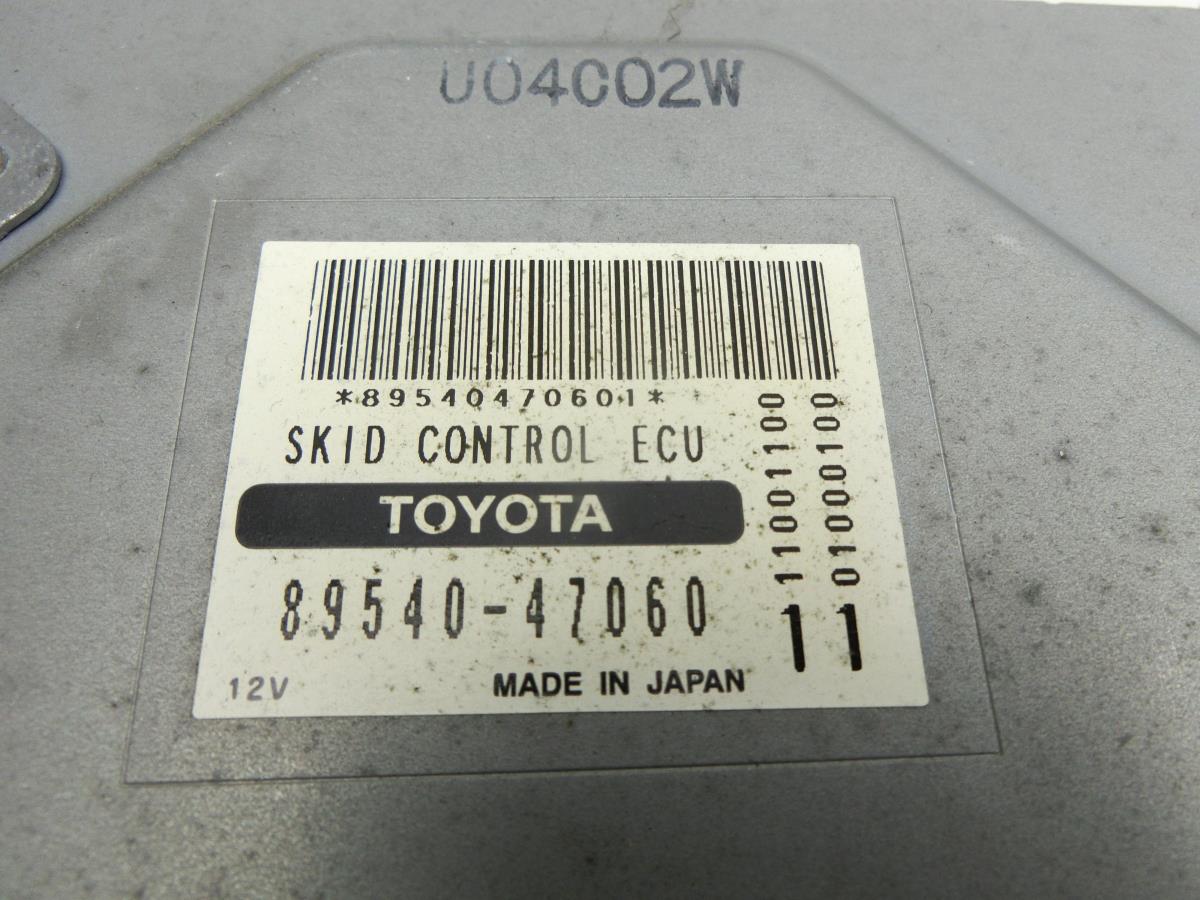 U04C02W
*89540470601*
SKID CONTROL ECU
TOYOTA
89540-47060
12V
MADE IN JAPAN
11001100
01000100
11